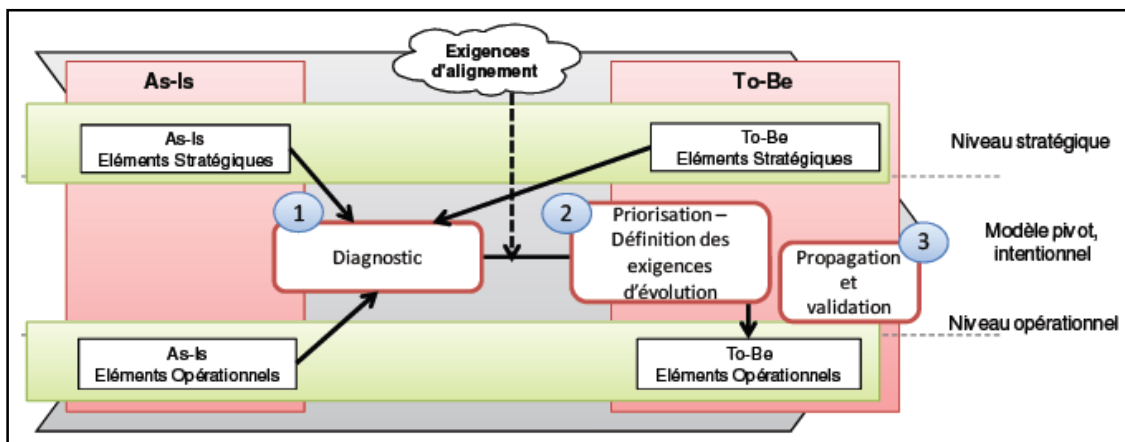 Exigences
d'alignement
As-Is
To-Be
As-Is
Eléments Stratégiques
To-Be
Eléments Stratégiques
Niveau stratégique
1
Diagnostic
2
Priorisation –
Définition des
exigences
d'évolution
3
Propagation
et
validation
Modèle pivot,
intentionnel
Niveau opérationnel
As-Is
Eléments Opérationnels
To-Be
Eléments Opérationnels